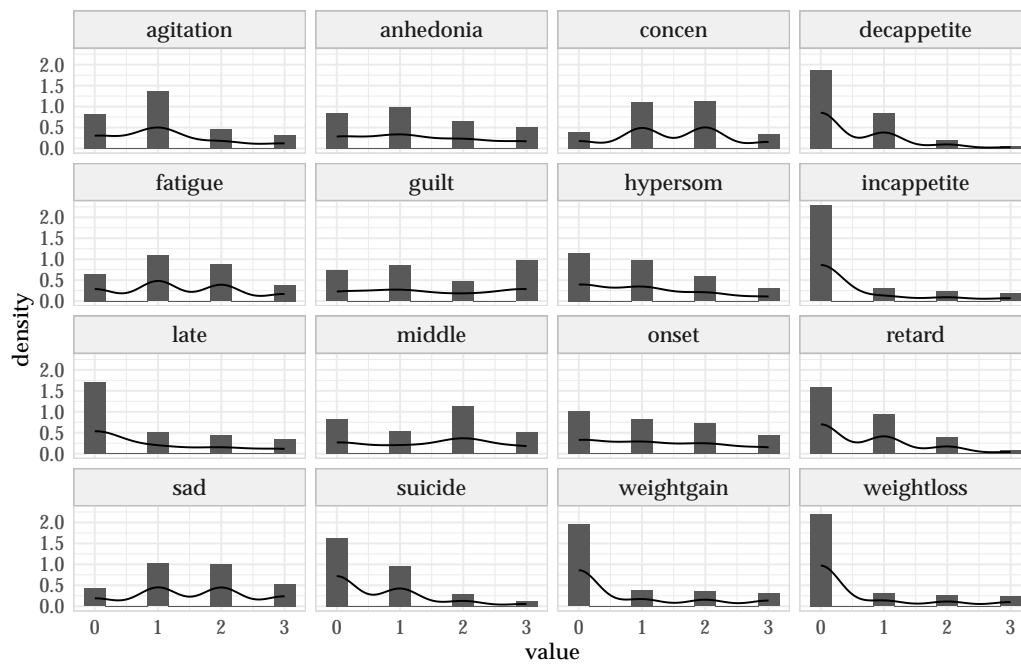 agitation anhedonia concen decappetite
2.0
1.5
1.0
0.5
0.0
fatigue guilt hypersom incappetite
2.0
1.5
1.0
0.5
0.0
late middle onset retard
2.0
1.5
1.0
0.5
0.0
sad suicide weightgain weightloss
2.0
1.5
1.0
0.5
0.0
0 1 2 3 0 1 2 3 0 1 2 3 0 1 2 3
density
value